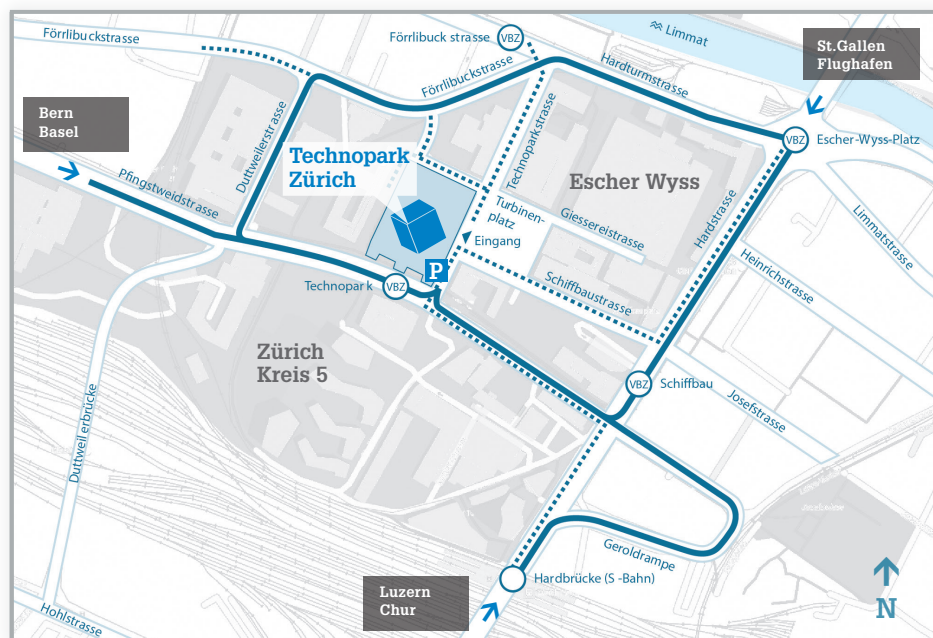 Förrlibuckstrasse
Förrlibuck strasse
VBZ
Limmat
St.Gallen
Flughafen
Förrlibuckstrasse
Hardturmstrasse
Bern
Basel
Duttweilerstrasse
Technoparkstrasse
VBZ
Escher-Wyss-Platz
Technopark
Zürich
Escher Wyss
Pfingstweidstrasse
Turbinen-
platz
Giessereistrasse
Hardstrasse
Limmatstrasse
Eingang
Heinrichstrasse
P
Technopark
VBZ
Schiffbaustrasse
Zürich
Kreis 5
VBZ
Schiffbau
Josefstrasse
Duttweilerbrücke
Geroldrampe
Hardbrücke (S -Bahn)
Luzern
Chur
N
Hohlstrasse